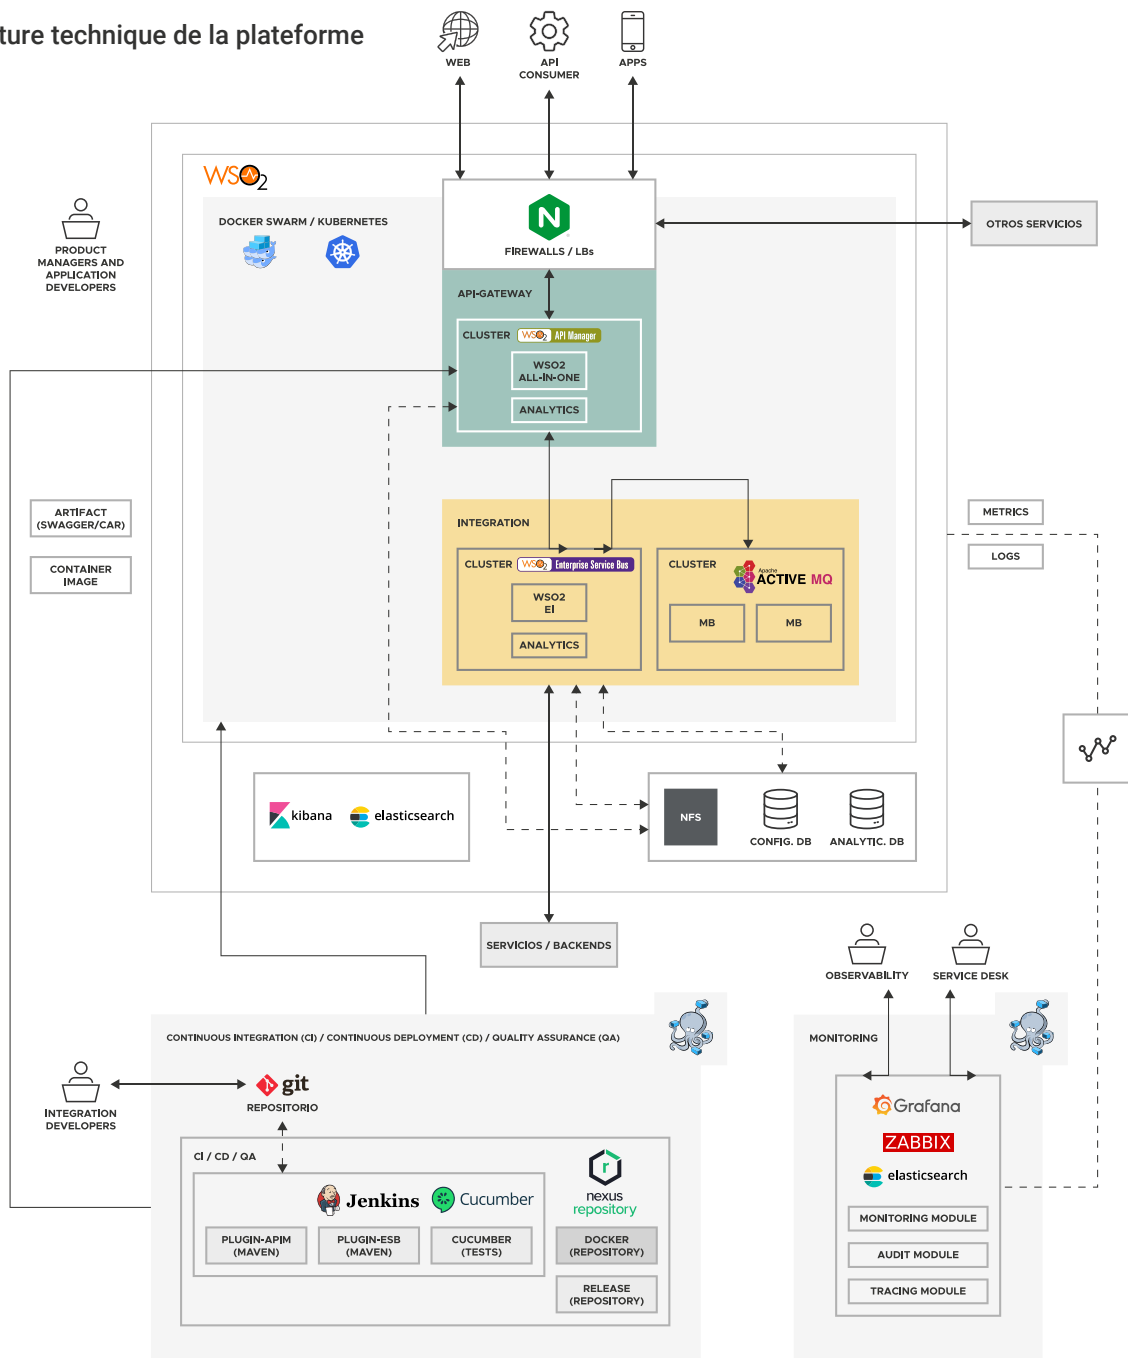 ture technique de la plateforme
WEB
API
CONSUMER
APPS
WSO2
DOCKER SWARM / KUBERNETES
FIREWALLS / LBs
OTROS SERVICIOS
PRODUCT
MANAGERS AND
APPLICATION
DEVELOPERS
API-GATEWAY
CLUSTER
WSO2 API Manager
WSO2
ALL-IN-ONE
ANALYTICS
ARTIFACT
(SWAGGER/CAR)
CONTAINER
IMAGE
METRICS
LOGS
INTEGRATION
CLUSTER
WSO2 Enterprise Service Bus
WSO2
EI
ANALYTICS
CLUSTER
Apache
ACTIVE MQ
MB
MB
kibana
elasticsearch
NFS
CONFIG. DB
ANALYTIC. DB
SERVICIOS / BACKENDS
OBSERVABILITY
SERVICE DESK
CONTINUOUS INTEGRATION (CI) / CONTINUOUS DEPLOYMENT (CD) / QUALITY ASSURANCE (QA)
git
REPOSITORIO
INTEGRATION
DEVELOPERS
CI / CD / QA
Jenkins
Cucumber
PLUGIN-APIM
(MAVEN)
PLUGIN-ESB
(MAVEN)
CUCUMBER
(TESTS)
r
nexus
repository
DOCKER
(REPOSITORY)
RELEASE
(REPOSITORY)
MONITORING
Grafana
ZABBIX
elasticsearch
MONITORING MODULE
AUDIT MODULE
TRACING MODULE